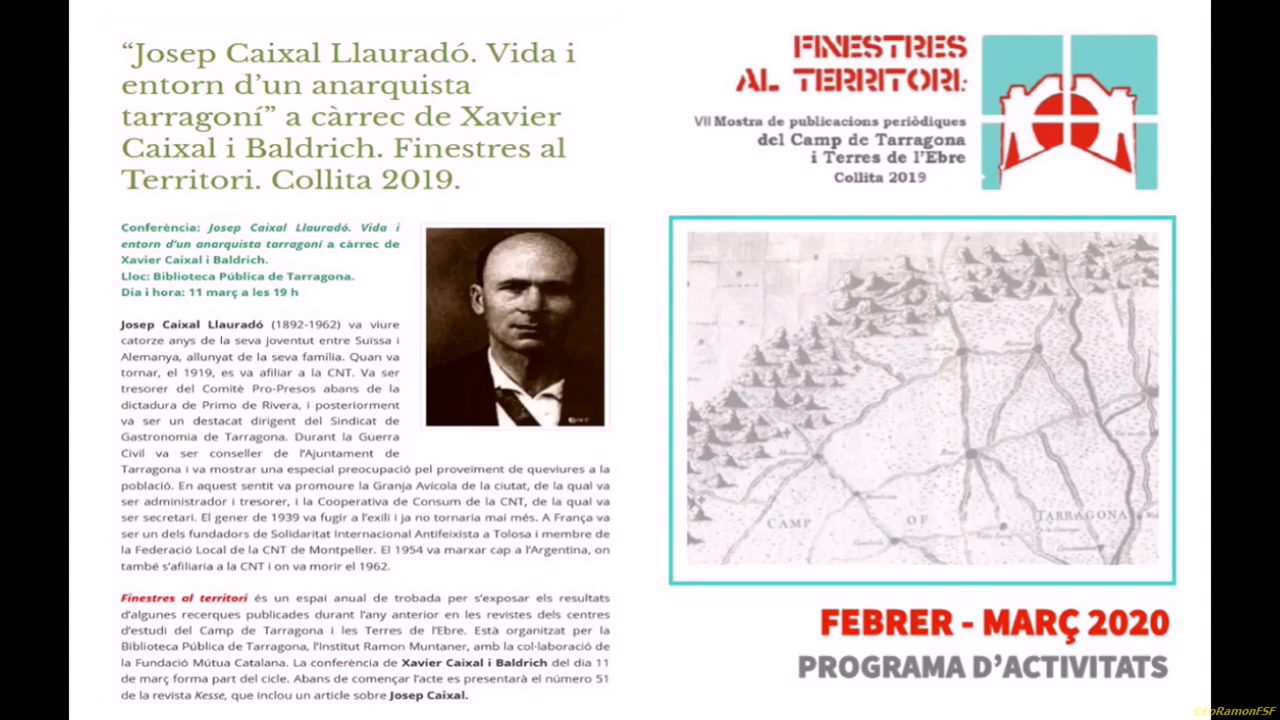 “Josep Caixal Llauradó. Vida i
entorn d’un anarquista
tarragoní” a càrrec de Xavier
Caixal i Baldrich. Finestres al
Territori. Collita 2019.
Conferència: Josep Caixal Llauradó. Vida i
entorn d’un anarquista tarragoní a càrrec de
Xavier Caixal i Baldrich.
Lloc: Biblioteca Pública de Tarragona.
Dia i hora: 11 març a les 19 h
Josep Caixal Llauradó (1892-1962) va viure
catorze anys de la seva joventut entre Suïssa i
Alemanya, allunyat de la seva família. Quan va
tornar, el 1919, es va afiliar a la CNT. Va ser
tresorer del Comitè Pro-Presos abans de la
dictadura de Primo de Rivera, i posteriorment
va ser un destacat dirigent del Sindicat de
Gastronomia de Tarragona. Durant la Guerra
Civil va ser conseller de l’Ajuntament de
Tarragona i va mostrar una especial preocupació pel proveïment de queviures a la
població. En aquest sentit va promoure la Granja Avícola de la ciutat, de la qual va
ser administrador i tresorer, i la Cooperativa de Consum de la CNT, de la qual va
ser secretari. El gener de 1939 va fugir a l’exili i ja no tornaria mai més. A França va
ser un dels fundadors de Solidaritat Internacional Antifeixista a Tolosa i membre de
la Federació Local de la CNT de Montpeller. El 1954 va marxar cap a l’Argentina, on
també s’afiliaria a la CNT i on va morir el 1962.
Finestres al territori és un espai anual de trobada per s’exposar els resultats
d’algunes recerques publicades durant l’any anterior en les revistes dels centres
d’estudi del Camp de Tarragona i les Terres de l’Ebre. Està organitzat per la
Biblioteca Pública de Tarragona, l’Institut Ramon Muntaner, amb la col·laboració de
la Fundació Mútua Catalana. La conferència de Xavier Caixal i Baldrich del dia 11
de març forma part del cicle. Abans de començar l’acte es presentarà el número 51
de la revista Kesse, que inclou un article sobre Josep Caixal.
FINESTRES
AL TERRITORI:
VII Mostra de publicacions periòdiques
del Camp de Tarragona
i Terres de l’Ebre
Collita 2019
CAMP OF TARRAGONA
FEBRER - MARÇ 2020
PROGRAMA D’ACTIVITATS
©LoRamonFSF